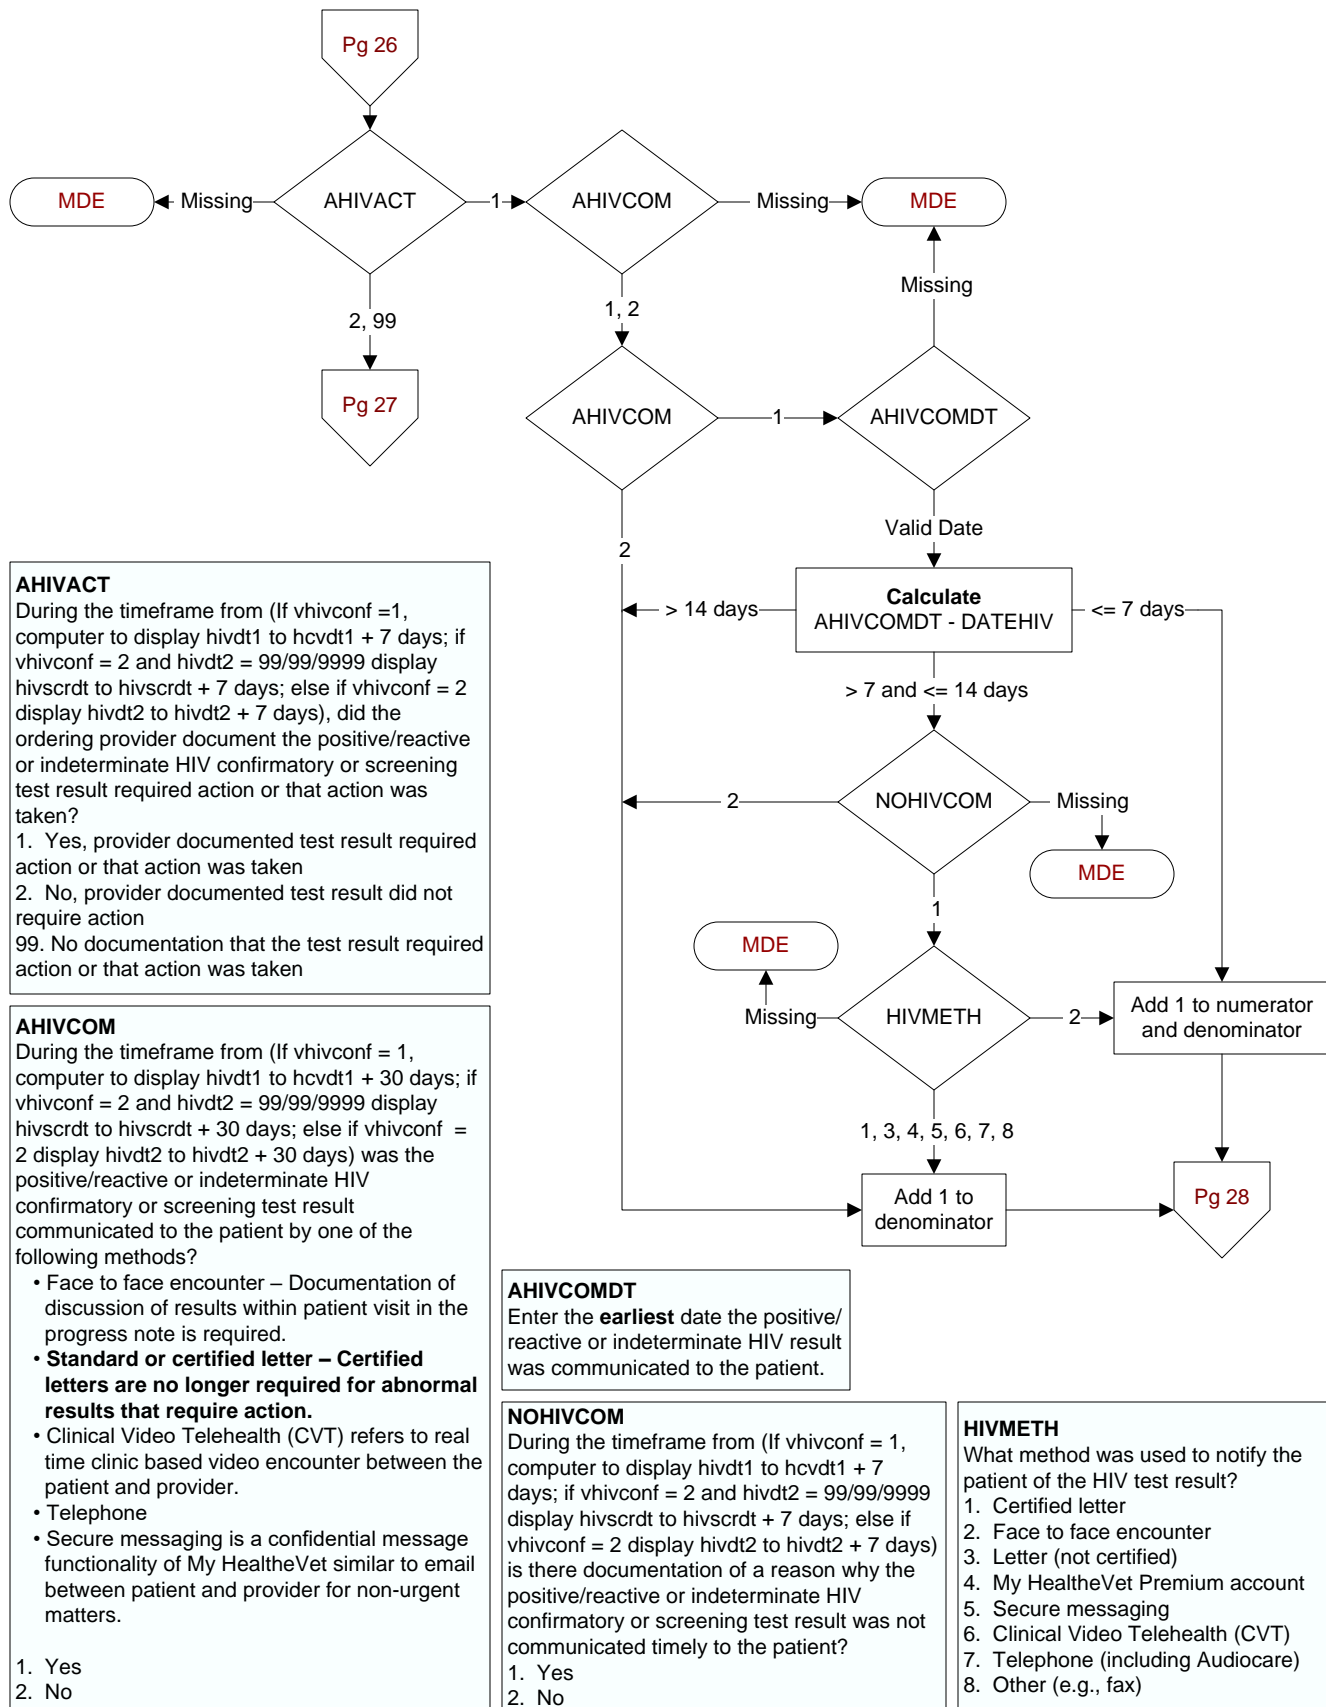 Pg 26
MDE
Missing
AHIVACT
1
AHIVCOM
Missing
MDE
2, 99
1, 2
Missing
Pg 27
AHIVCOM
1
AHIVCOMDT
2
Valid Date
> 14 days
Calculate
AHIVCOMDT - DATEHIV
<= 7 days
> 7 and <= 14 days
2
NOHIVCOM
Missing
MDE
1
MDE
Missing
HIVMETH
2
Add 1 to numerator
and denominator
1, 3, 4, 5, 6, 7, 8
Add 1 to
denominator
Pg 28
AHIVACT
During the timeframe from (If vhivconf =1,
computer to display hivdt1 to hcvdt1 + 7 days; if
vhivconf = 2 and hivdt2 = 99/99/9999 display
hivscrdt to hivscrdt + 7 days; else if vhivconf = 2
display hivdt2 to hivdt2 + 7 days), did the
ordering provider document the positive/reactive
or indeterminate HIV confirmatory or screening
test result required action or that action was
taken?
1. Yes, provider documented test result required
action or that action was taken
2. No, provider documented test result did not
require action
99. No documentation that the test result required
action or that action was taken
AHIVCOM
During the timeframe from (If vhivconf = 1,
computer to display hivdt1 to hcvdt1 + 30 days; if
vhivconf = 2 and hivdt2 = 99/99/9999 display
hivscrdt to hivscrdt + 30 days; else if vhivconf =
2 display hivdt2 to hivdt2 + 30 days) was the
positive/reactive or indeterminate HIV
confirmatory or screening test result
communicated to the patient by one of the
following methods?
• Face to face encounter – Documentation of
discussion of results within patient visit in the
progress note is required.
• Standard or certified letter – Certified
letters are no longer required for abnormal
results that require action.
• Clinical Video Telehealth (CVT) refers to real
time clinic based video encounter between the
patient and provider.
• Telephone
• Secure messaging is a confidential message
functionality of My HealtheVet similar to email
between patient and provider for non-urgent
matters.
1. Yes
2. No
AHIVCOMDT
Enter the earliest date the positive/
reactive or indeterminate HIV result
was communicated to the patient.
NOHIVCOM
During the timeframe from (If vhivconf = 1,
computer to display hivdt1 to hcvdt1 + 7
days; if vhivconf = 2 and hivdt2 = 99/99/9999
display hivscrdt to hivscrdt + 7 days; else if
vhivconf = 2 display hivdt2 to hivdt2 + 7 days)
is there documentation of a reason why the
positive/reactive or indeterminate HIV
confirmatory or screening test result was not
communicated timely to the patient?
1. Yes
2. No
HIVMETH
What method was used to notify the
patient of the HIV test result?
1. Certified letter
2. Face to face encounter
3. Letter (not certified)
4. My HealtheVet Premium account
5. Secure messaging
6. Clinical Video Telehealth (CVT)
7. Telephone (including Audiocare)
8. Other (e.g., fax)